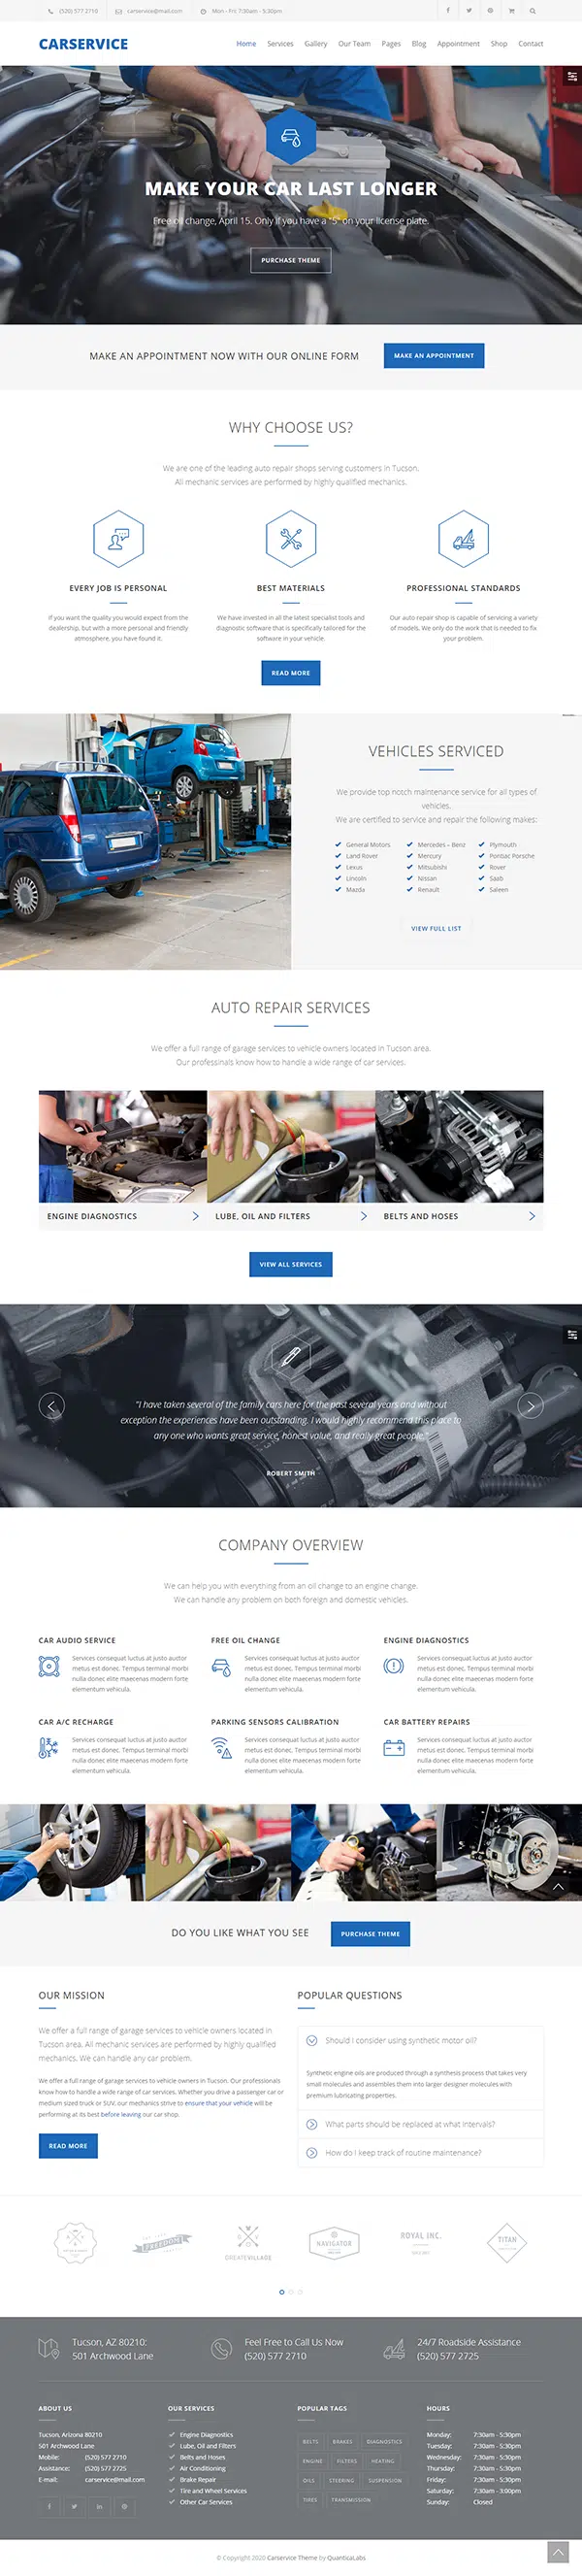 (520) 577 2710
carservice@mail.com
Mon - Fri: 7:30am - 5:30pm
CARSERVICE
Home Services Gallery Our Team Pages Blog Appointment Shop Contact
MAKE YOUR CAR LAST LONGER
Free oil change, April 15. Only if you have a "5" on your license plate.
PURCHASE THEME
MAKE AN APPOINTMENT NOW WITH OUR ONLINE FORM
MAKE AN APPOINTMENT
WHY CHOOSE US?
We are one of the leading auto repair shops serving customers in Tucson.
All mechanic services are performed by highly qualified mechanics.
EVERY JOB IS PERSONAL
If you want the quality you would expect from the
dealership, but with a more personal and friendly
atmosphere, you have found it.
BEST MATERIALS
We have invested in all the latest specialist tools and
diagnostic software that is specifically tailored for the
software in your vehicle.
PROFESSIONAL STANDARDS
Our auto repair shop is capable of servicing a variety
of models. We only do the work that is needed to fix
your problem.
READ MORE
VEHICLES SERVICED
We provide top notch maintenance service for all types of
vehicles.
We are certified to service and repair the following makes:
General Motors
Land Rover
Lexus
Lincoln
Mazda
Mercedes – Benz
Mercury
Mitsubishi
Nissan
Renault
Plymouth
Pontiac Porsche
Rover
Saab
Saleen
VIEW FULL LIST
AUTO REPAIR SERVICES
We offer a full range of garage services to vehicle owners located in Tucson area.
Our professinals know how to handle a wide range of car services.
ENGINE DIAGNOSTICS
LUBE, OIL AND FILTERS
BELTS AND HOSES
VIEW ALL SERVICES
"I have taken several of the family cars here for the past several years and without
exception the experiences have been outstanding. I would highly recommend this place to
any one who wants great service, honest value, and really great people."
ROBERT SMITH
COMPANY OVERVIEW
We can help you with everything from an oil change to an engine change.
We can handle any problem on both foreign and domestic vehicles.
CAR AUDIO SERVICE
Services consequat luctus at justo auctor
metus est donec. Tempus terminal morbi
nulla donec elite maecenas modern forte
elementum vehicula.
FREE OIL CHANGE
Services consequat luctus at justo auctor
metus est donec. Tempus terminal morbi
nulla donec elite maecenas modern forte
elementum vehicula.
ENGINE DIAGNOSTICS
Services consequat luctus at justo auctor
metus est donec. Tempus terminal morbi
nulla donec elite maecenas modern forte
elementum vehicula.
CAR A/C RECHARGE
Services consequat luctus at justo auctor
metus est donec. Tempus terminal morbi
nulla donec elite maecenas modern forte
elementum vehicula.
PARKING SENSORS CALIBRATION
Services consequat luctus at justo auctor
metus est donec. Tempus terminal morbi
nulla donec elite maecenas modern forte
elementum vehicula.
CAR BATTERY REPAIRS
Services consequat luctus at justo auctor
metus est donec. Tempus terminal morbi
nulla donec elite maecenas modern forte
elementum vehicula.
DO YOU LIKE WHAT YOU SEE
PURCHASE THEME
OUR MISSION
We offer a full range of garage services to vehicle owners located in
Tucson area. All mechanic services are performed by highly qualified
mechanics. We can handle any car problem.
We offer a full range of garage services to vehicle owners in Tucson. Our professionals
know how to handle a wide range of car services. Whether you drive a passenger car or
medium sized truck or SUV, our mechanics strive to ensure that your vehicle will be
performing at its best before leaving our car shop.
READ MORE
POPULAR QUESTIONS
Should I consider using synthetic motor oil?
Synthetic engine oils are produced through a synthesis process that takes very
small molecules and assembles them into larger designer molecules with
premium lubricating properties.
What parts should be replaced at what intervals?
How do I keep track of routine maintenance?
FREEDOM
CREATEVILLAGE
NAVIGATOR
ROYAL INC.
TITAN
Tucson, AZ 80210:
501 Archwood Lane
Feel Free to Call Us Now
(520) 577 2710
24/7 Roadside Assistance
(520) 577 2725
ABOUT US
Tucson, Arizona 80210
501 Archwood Lane
Mobile: (520) 577 2710
Assistance: (520) 577 2725
E-mail: carservice@mail.com
OUR SERVICES
Engine Diagnostics
Lube, Oil and Filters
Belts and Hoses
Air Conditioning
Brake Repair
Tire and Wheel Services
Other Car Services
POPULAR TAGS
BELTS BRAKES DIAGNOSTICS
ENGINE FILTERS HEATING
OILS STEERING SUSPENSION
TIRES TRANSMISSION
HOURS
Monday: 7:30am - 5:30pm
Tuesday: 7:30am - 5:30pm
Wednesday: 7:30am - 5:30pm
Thursday: 7:30am - 5:30pm
Friday: 7:30am - 5:30pm
Saturday: 7:30am - 3:00pm
Sunday: Closed
© Copyright 2020 Carservice Theme by QuanticaLabs